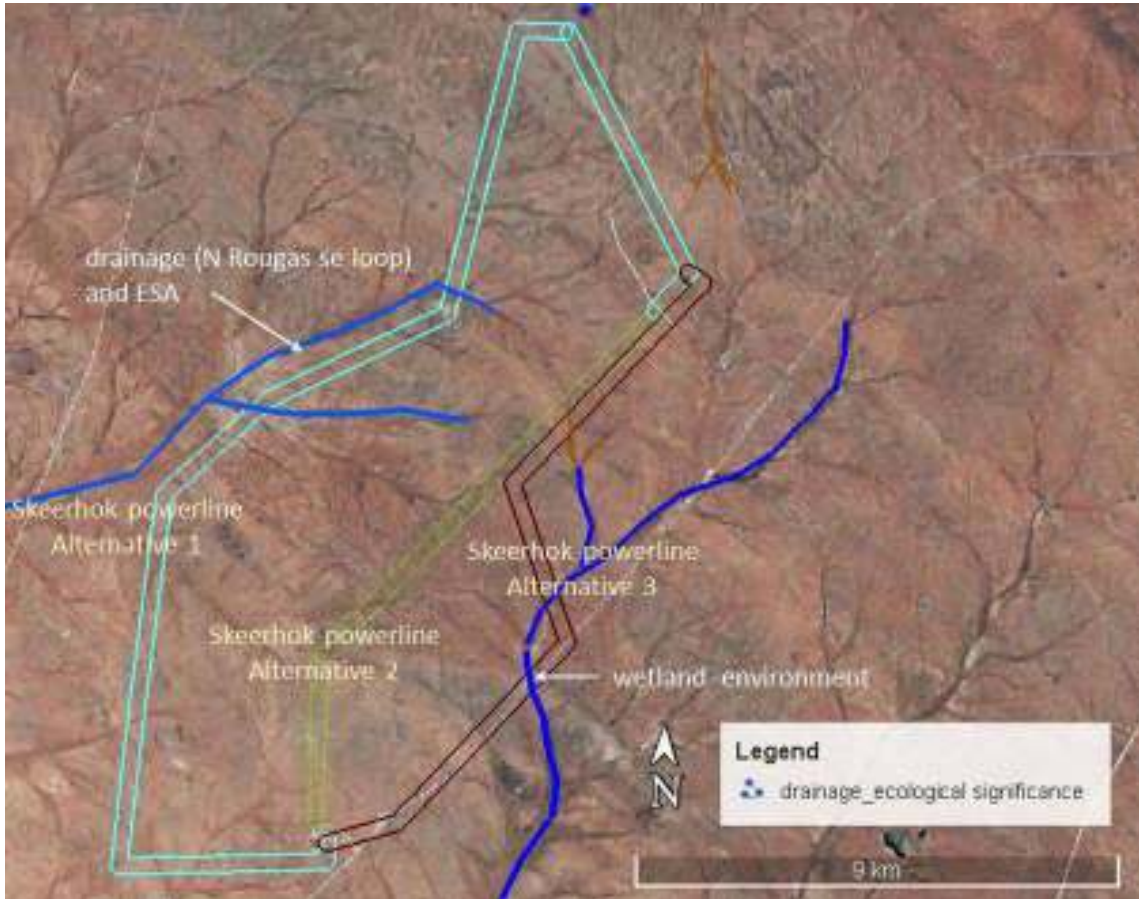 drainage (N Rougas se loop)
and ESA
Skeerhok powerline
Alternative 1
Skeerhok powerline
Alternative 3
Skeerhok powerline
Alternative 2
wetland environment
N
Legend
drainage_ecological significance
9 km